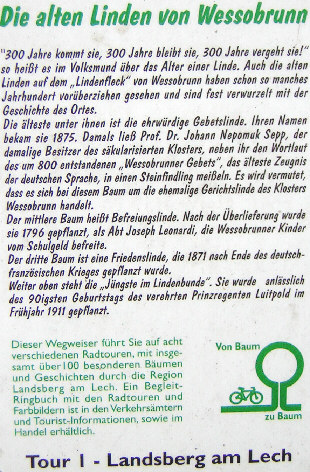 Die alten Linden von Wessobrunn
"300 Jahre kommt sie, 300 Jahre bleibt sie, 300 Jahre vergeht sie!"
so heißt es im Volksmund über das Alter einer Linde. Auch die alten
Linden auf dem „Lindenfleck" von Wessobrunn haben schon so manches
Jahrhundert vorüberziehen gesehen und sind fest verwurzelt mit der
Geschichte des Ortes.
Die älteste unter ihnen ist die ehrwürdige Gebetslinde. Ihren Namen
bekam sie 1875. Damals ließ Prof. Dr. Johann Nepomuk Sepp, der
damalige Besitzer des säkularisierten Klosters, neben ihr den Wortlaut
des um 800 entstandenen „Wessobrunner Gebets", das älteste Zeugnis
der deutschen Sprache, in einen Steinfindling meißeln. Es wird vermutet,
dass es sich bei diesem Baum um die ehemalige Gerichtslinde des Klosters
Wessobrunn handelt.
Der mittlere Baum heißt Befreiungslinde. Nach der Überlieferung wurde
sie 1796 gepflanzt, als Abt Joseph Leonardi, die Wessobrunner Kinder
vom Schulgeld befreite.
Der dritte Baum ist eine Friedenslinde, die 1871 nach Ende des deutsch-
französischen Krieges gepflanzt wurde.
Weiter oben steht die „Jüngste im Lindenbunde". Sie wurde anlässlich
des 90igsten Geburtstags des verehrten Prinzregenten Luitpold im
Frühjahr 1911 gepflanzt.
Dieser Wegweiser führt Sie auf acht
verschiedenen Radtouren, mit insge-
samt über 100 besonderen Bäumen
und Geschichten durch die Region
Landsberg am Lech. Ein Begleit-
Ringbuch mit den Radtouren und
Farbbildern ist in den Verkehrsämtern
und Tourist-Informationen, sowie im
Handel erhältlich.
Von Baum
zu Baum
Tour 1 - Landsberg am Lech